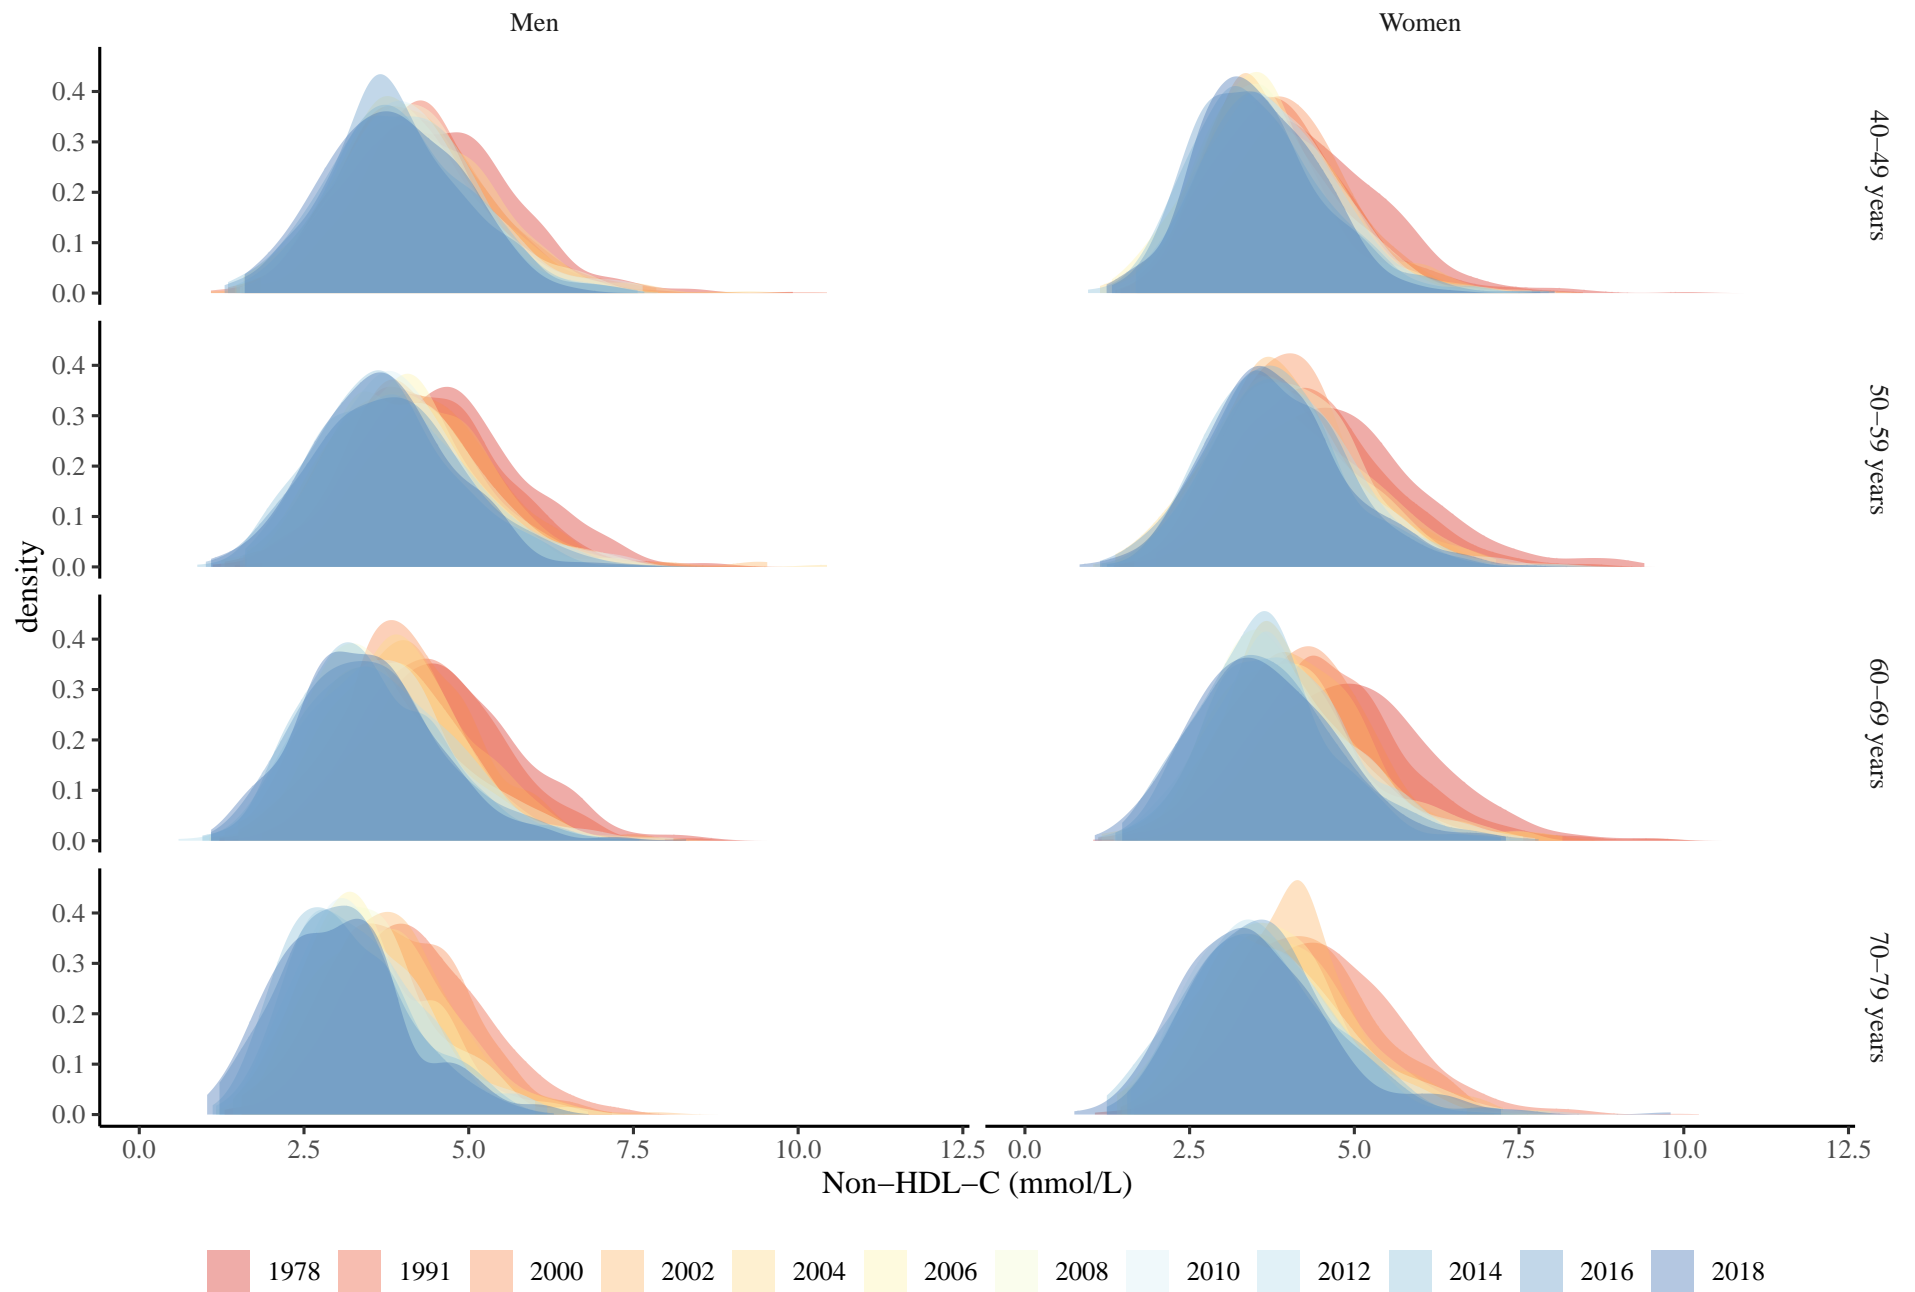 Men Women
0.4
0.3
0.2
0.1
0.0
40−49 years
0.4
0.3
0.2
0.1
0.0
50−59 years
density
0.4
0.3
0.2
0.1
0.0
60−69 years
0.4
0.3
0.2
0.1
0.0
70−79 years
0.0 2.5 5.0 7.5 10.0 12.5 0.0 2.5 5.0 7.5 10.0 12.5
Non−HDL−C (mmol/L)
1978 1991 2000 2002 2004 2006 2008 2010 2012 2014 2016 2018